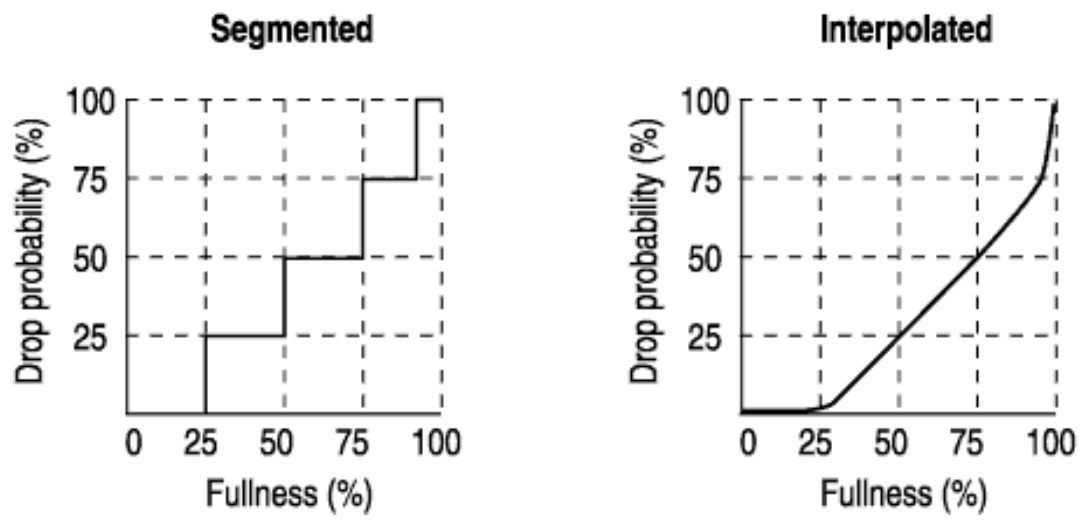 Segmented
Drop probability (%)
100
75
50
25
0 25 50 75 100
Fullness (%)
Interpolated
Drop probability (%)
100
75
50
25
0 25 50 75 100
Fullness (%)